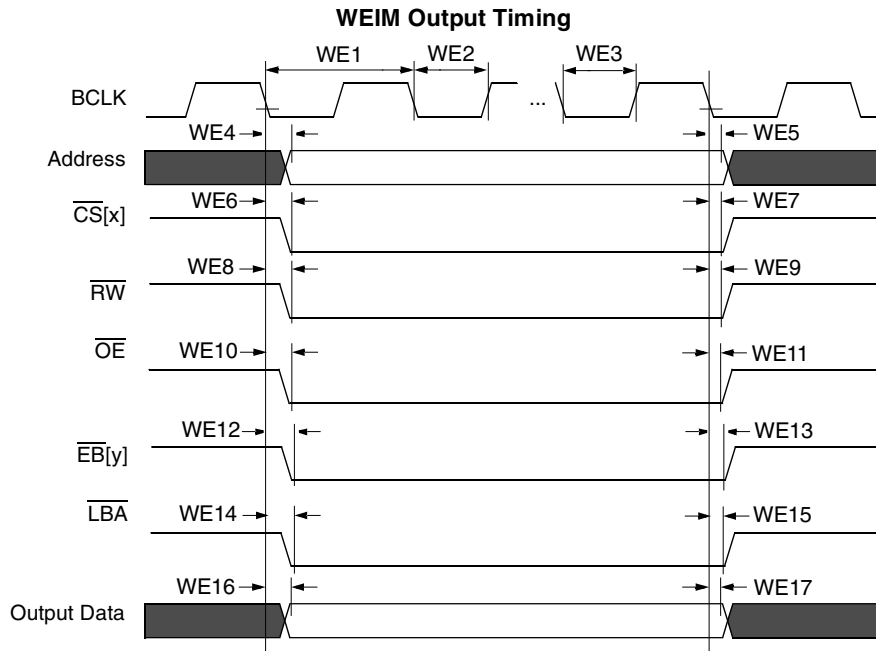 WEIM Output Timing
WE1 WE2 WE3
BCLK ...
WE4 WE5
Address
WE6 WE7
CS[x]
WE8 WE9
RW
WE10 WE11
OE
WE12 WE13
EB[y]
WE14 WE15
LBA
WE16 WE17
Output Data